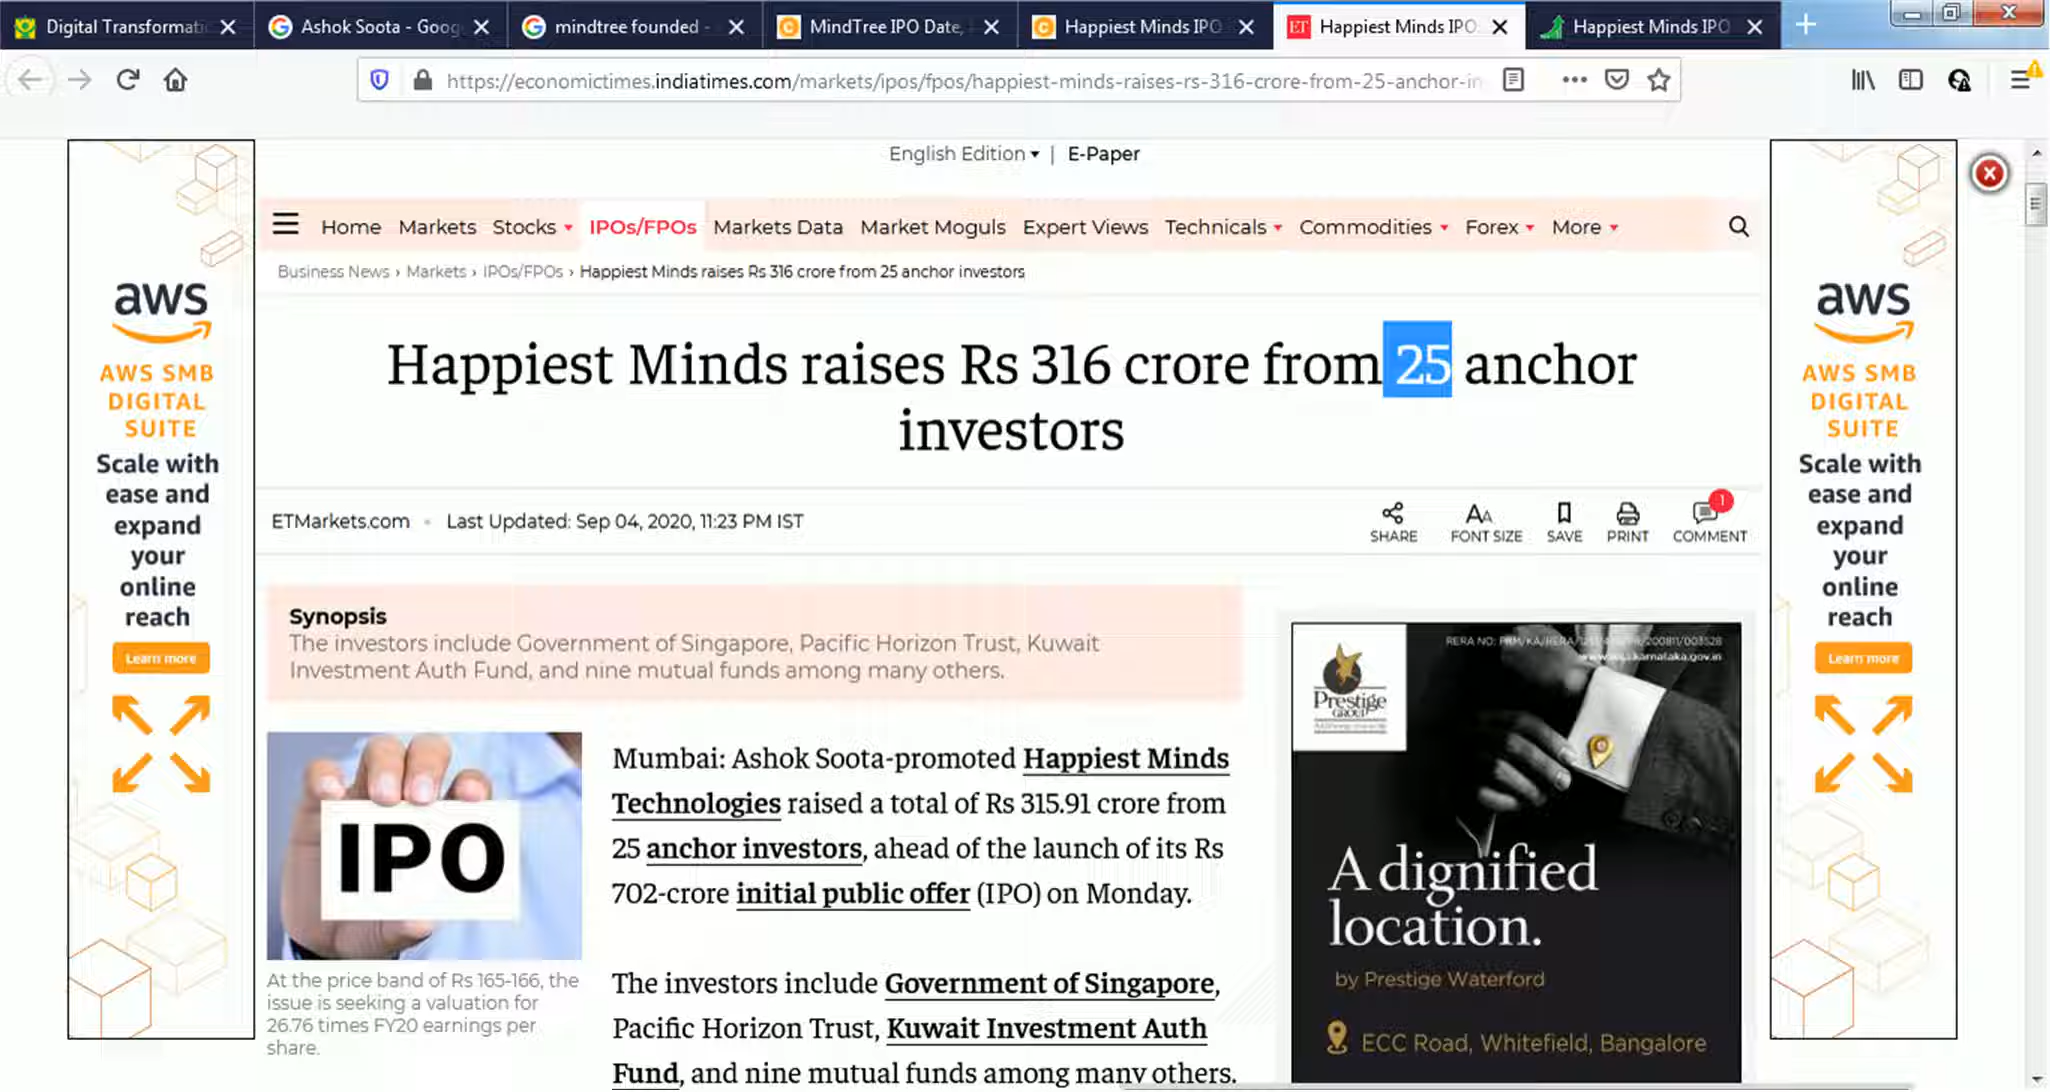 Digital Transformati
Ashok Soota - Goog
mindtree founded -
MindTree IPO Date,
Happiest Minds IPO
ET
Happiest Minds IPO
Happiest Minds IPO
https://economictimes.indiatimes.com/markets/ipos/fpos/happiest-minds-raises-rs-316-crore-from-25-anchor-in
English Edition | E-Paper
Home Markets Stocks IPOs/FPOs Markets Data Market Moguls Expert Views Technicals Commodities Forex More
Business News › Markets › IPOs/FPOs › Happiest Minds raises Rs 316 crore from 25 anchor investors
Happiest Minds raises Rs 316 crore from 25 anchor
investors
ETMarkets.com • Last Updated: Sep 04, 2020, 11:23 PM IST
SHARE
AA
FONT SIZE
SAVE
PRINT
1
COMMENT
Synopsis
The investors include Government of Singapore, Pacific Horizon Trust, Kuwait
Investment Auth Fund, and nine mutual funds among many others.
IPO
At the price band of Rs 165-166, the
issue is seeking a valuation for
26.76 times FY20 earnings per
share.
Mumbai: Ashok Soota-promoted Happiest Minds
Technologies raised a total of Rs 315.91 crore from
25 anchor investors, ahead of the launch of its Rs
702-crore initial public offer (IPO) on Monday.
The investors include Government of Singapore,
Pacific Horizon Trust, Kuwait Investment Auth
Fund, and nine mutual funds among many others.
aws
AWS SMB
DIGITAL
SUITE
Scale with
ease and
expand
your
online
reach
Learn more
RERA NO:
Prestige
GROUP
A dignified
location.
by Prestige Waterford
ECC Road, Whitefield, Bangalore
aws
AWS SMB
DIGITAL
SUITE
Scale with
ease and
expand
your
online
reach
Learn more